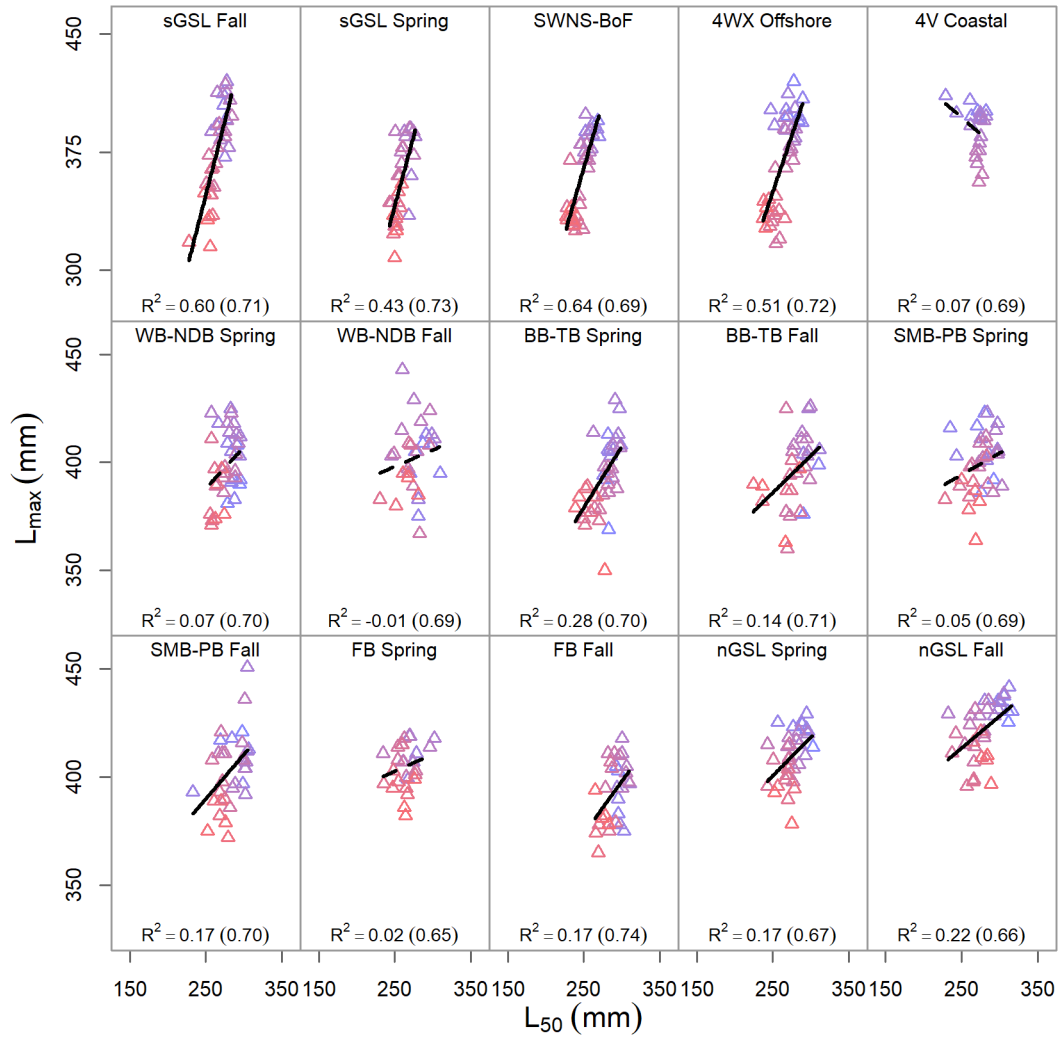 sGSL Fall
sGSL Spring
SWNS-BoF
4WX Offshore
4V Coastal
450
375
300
R² = 0.60 (0.71)
R² = 0.43 (0.73)
R² = 0.64 (0.69)
R² = 0.51 (0.72)
R² = 0.07 (0.69)
WB-NDB Spring
WB-NDB Fall
BB-TB Spring
BB-TB Fall
SMB-PB Spring
450
400
350
Lmax (mm)
R² = 0.07 (0.70)
R² = -0.01 (0.69)
R² = 0.28 (0.70)
R² = 0.14 (0.71)
R² = 0.05 (0.69)
SMB-PB Fall
FB Spring
FB Fall
nGSL Spring
nGSL Fall
450
400
350
R² = 0.17 (0.70)
R² = 0.02 (0.65)
R² = 0.17 (0.74)
R² = 0.17 (0.67)
R² = 0.22 (0.66)
150 250 350 150 250 350 150 250 350 150 250 350 150 250 350
L50 (mm)